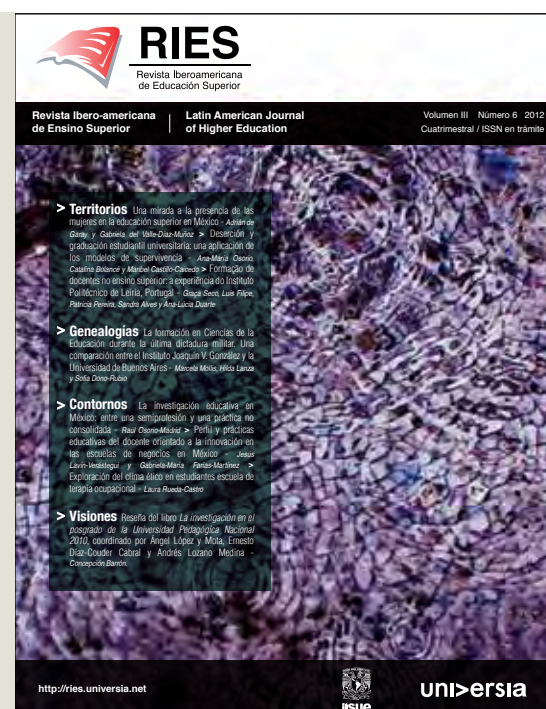 RIES
Revista Iberoamericana
de Educación Superior
Revista Ibero-americana
de Ensino Superior
Latin American Journal
of Higher Education
Volumen III Número 6 2012
Cuatrimestral / ISSN en trámite
> Territorios Una mirada a la presencia de las
mujeres en la educación superior en México - Adrián de
Garay y Gabriela del Valle-Díaz-Muñoz > Deserción y
graduación estudiantil universitaria: una aplicación de
los modelos de supervivencia - Ana-María Osorio,
Catalina Bolancé y Maribel Castillo-Caicedo > Formação de
docentes no ensino superior: a experiência do Instituto
Politécnico de Leiria, Portugal - Graça Seco, Luís Filipe,
Patrícia Pereira, Sandra Alves y Ana-Lúcia Duarte
> Genealogías La formación en Ciencias de la
Educación durante la última dictadura militar. Una
comparación entre el Instituto Joaquín V. González y la
Universidad de Buenos Aires - Marcela Mollis, Hilda Lanza
y Sofía Dono-Rubio
> Contornos La investigación educativa en
México: entre una semiprofesión y una práctica no
consolidada - Raúl Osorio-Madrid > Perfil y prácticas
educativas del docente orientado a la innovación en
las escuelas de negocios en México - Jesús
Lavín-Verástegui y Gabriela-María Farías-Martínez >
Exploración del clima ético en estudiantes escuela de
terapia ocupacional - Laura Rueda-Castro
> Visiones Reseña del libro La investigación en el
posgrado de la Universidad Pedagógica Nacional
2010, coordinado por Ángel López y Mota, Ernesto
Díaz-Couder Cabral y Andrés Lozano Medina -
Concepción Barrón.
http://ries.universia.net
iisue
uni>ersia